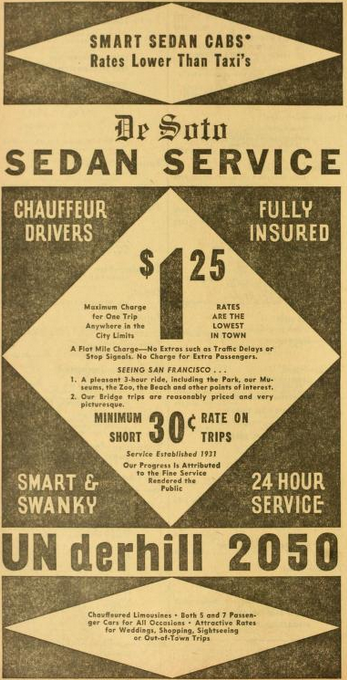 SMART SEDAN CABS*
Rates Lower Than Taxi's
De Soto
SEDAN SERVICE
CHAUFFEUR
DRIVERS
FULLY
INSURED
$1 25
Maximum Charge
for One Trip
Anywhere in the
City Limits
RATES
ARE THE
LOWEST
IN TOWN
A Flat Mile Charge—No Extras such as Traffic Delays or
Stop Signals. No Charge for Extra Passengers.
SEEING SAN FRANCISCO . . .
1. A pleasant 3-hour ride, including the Park, our Mu-
seums, the Zoo, the Beach and other points of interest.
2. Our Bridge trips are reasonably priced and very
picturesque.
MINIMUM 30¢ RATE ON
SHORT TRIPS
Service Established 1931
Our Progress Is Attributed
to the Fine Service
Rendered the
Public
SMART &
SWANKY
24 HOUR
SERVICE
UN derhill 2050
Chauffeured Limousines • Both 5 and 7 Passen-
ger Cars for All Occasions • Attractive Rates
for Weddings, Shopping, Sightseeing
or Out-of-Town Trips